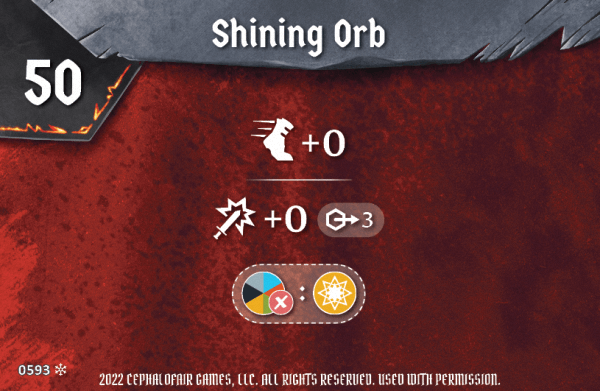 Shining Orb
50
+0
+0 3
:
0593
2022 CEPHALOFAIR GAMES, LLC. ALL RIGHTS RESERVED. USED WITH PERMISSION.